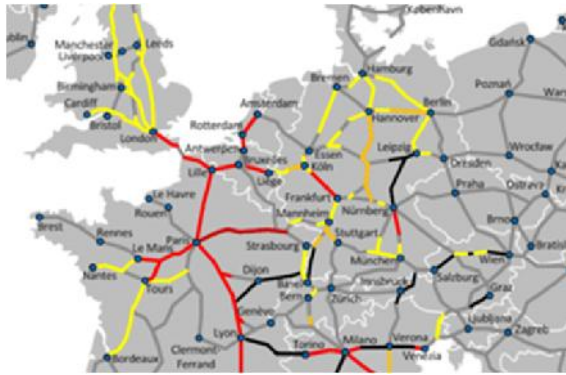 København
Gdańsk
Manchester
Leeds
Liverpool
Hamburg
Bremen
Poznań
Birmingham
Amsterdam
Berlin
Cardiff
Hannover
Bristol
Rotterdam
London
Antwerpen
Essen
Leipzig
Wrocław
Bruxelles
Köln
Dresden
Lille
Liège
Frankfurt
Praha
Ostrava
Le Havre
Rouen
Mannheim
Nürnberg
Brno
Brest
Rennes
Paris
Strasbourg
Stuttgart
Le Mans
München
Wien
Bratis
Nantes
Tours
Dijon
Basel
Bern
Zürich
Innsbruck
Salzburg
Graz
Genève
Ljubljana
Lyon
Zagreb
Bordeaux
Clermont
Ferrand
Torino
Milano
Verona
Venezia